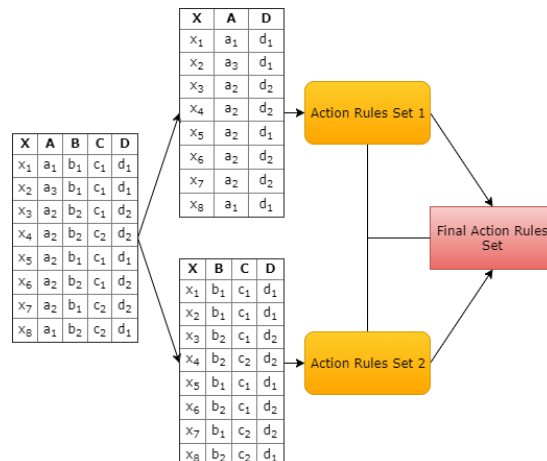 X A D
x₁ a₁ d₁
x₂ a₃ d₁
x₃ a₂ d₂
x₄ a₂ d₂
x₅ a₂ d₁
x₆ a₂ d₂
x₇ a₂ d₂
x₈ a₁ d₁
Action Rules Set 1
X A B C D
x₁ a₁ b₁ c₁ d₁
x₂ a₃ b₁ c₁ d₁
x₃ a₂ b₂ c₁ d₂
x₄ a₂ b₂ c₂ d₂
x₅ a₂ b₁ c₁ d₁
x₆ a₂ b₂ c₁ d₂
x₇ a₂ b₁ c₂ d₂
x₈ a₁ b₂ c₂ d₁
Final Action Rules
Set
X B C D
x₁ b₁ c₁ d₁
x₂ b₁ c₁ d₁
x₃ b₂ c₁ d₂
x₄ b₂ c₂ d₂
x₅ b₁ c₁ d₁
x₆ b₂ c₁ d₂
x₇ b₁ c₂ d₂
x₈ b₂ c₂ d₁
Action Rules Set 2